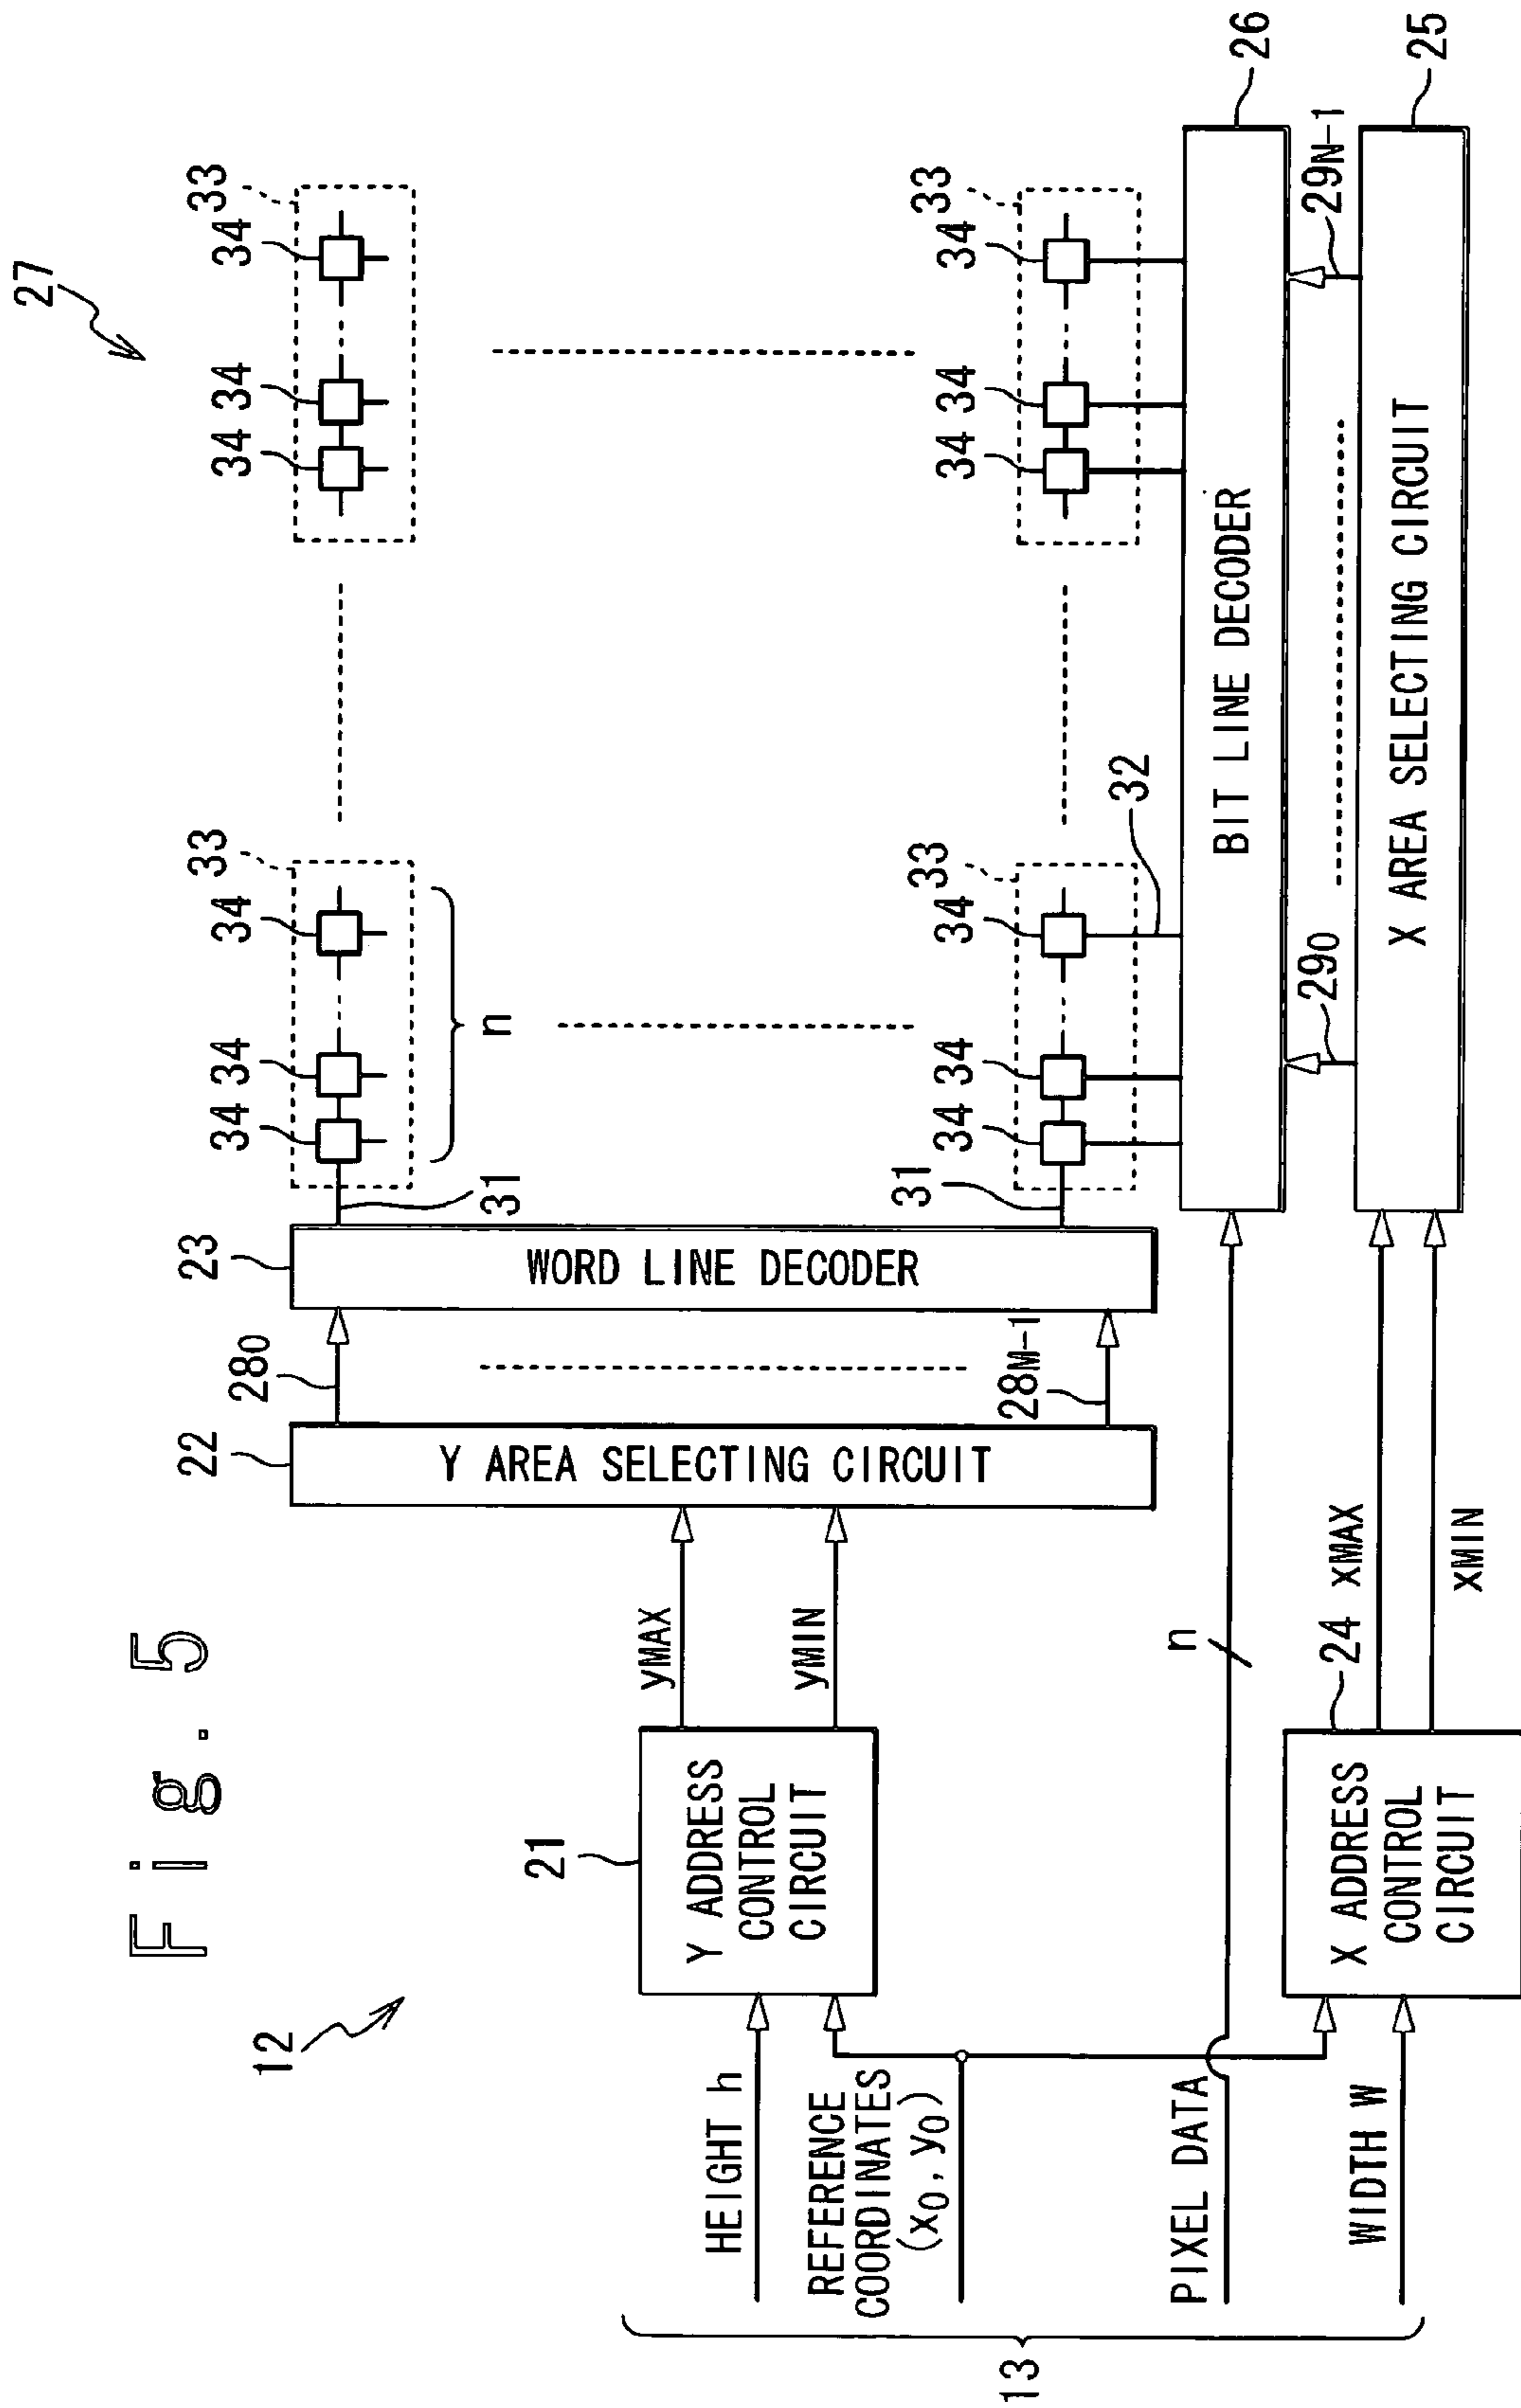 Fig. 5
12
27
22
28₀
23
31
34 34 34 33
34 34 34 33
n
HEIGHT h
21
Y ADDRESS
CONTROL
CIRCUIT
yMAX
yMIN
Y AREA SELECTING CIRCUIT
WORD LINE DECODER
REFERENCE
COORDINATES
(x₀, y₀)
28M-1
31
34 34 34 33
34 34 34 33
32
13
PIXEL DATA
n
BIT LINE DECODER
26
29₀
29N-1
WIDTH W
X ADDRESS
CONTROL
CIRCUIT
24
xMAX
xMIN
X AREA SELECTING CIRCUIT
25